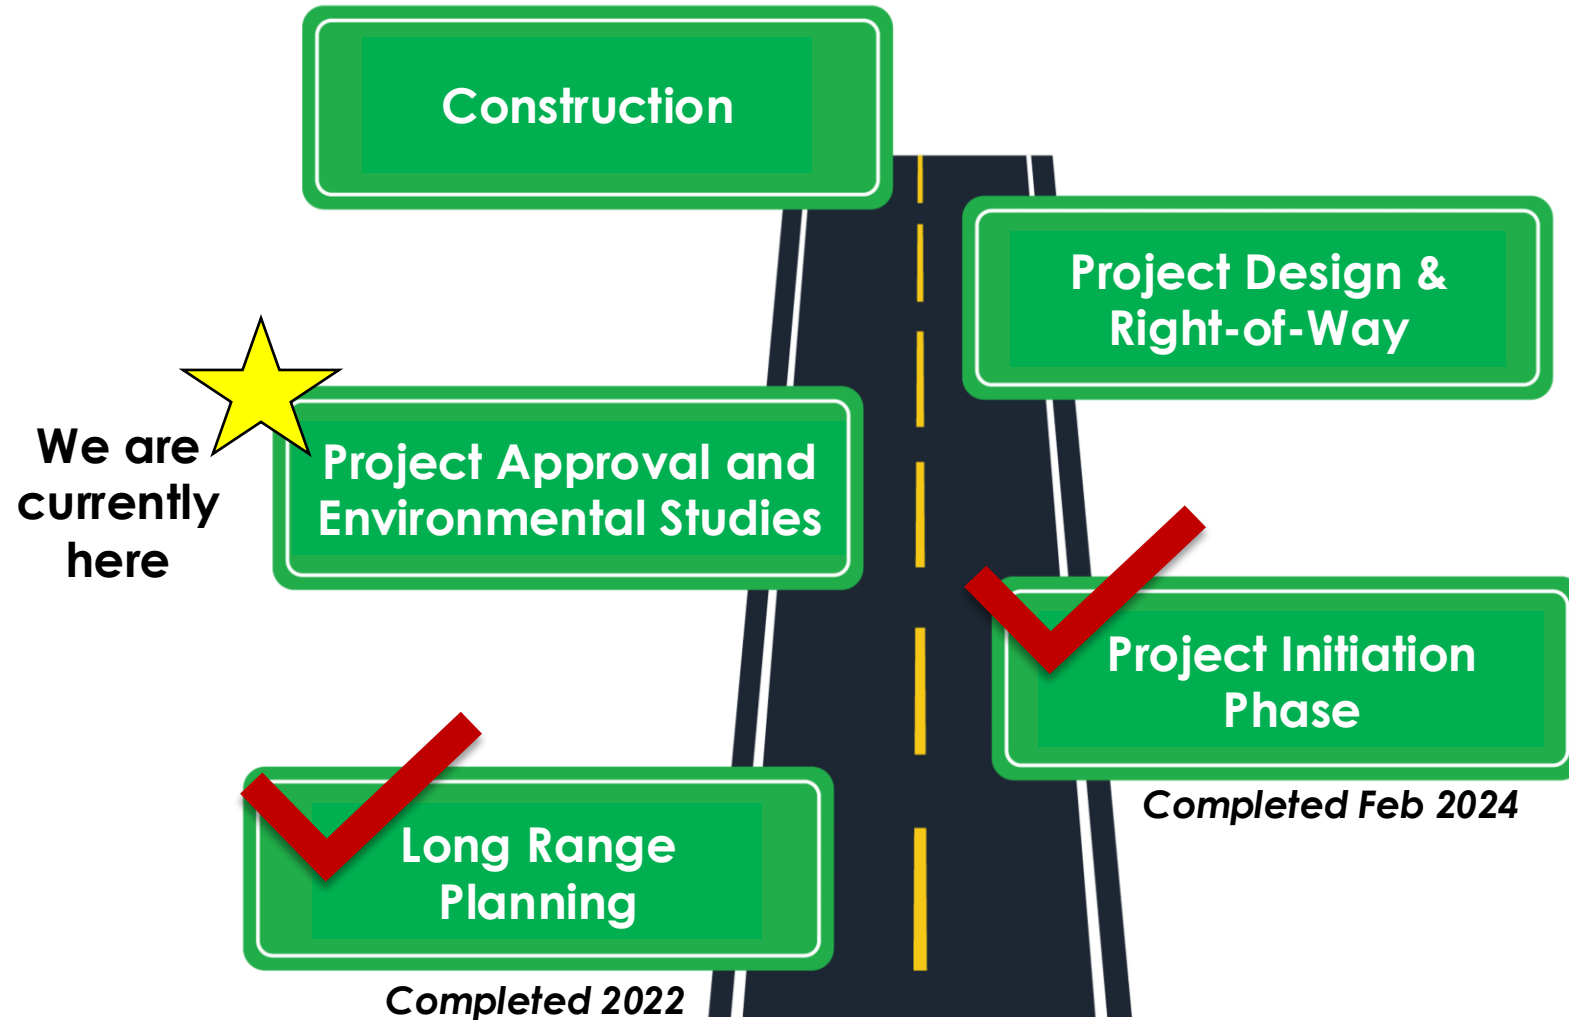 Construction
Project Design &
Right-of-Way
We are
currently
here
Project Approval and
Environmental Studies
Project Initiation
Phase
Completed Feb 2024
Long Range
Planning
Completed 2022